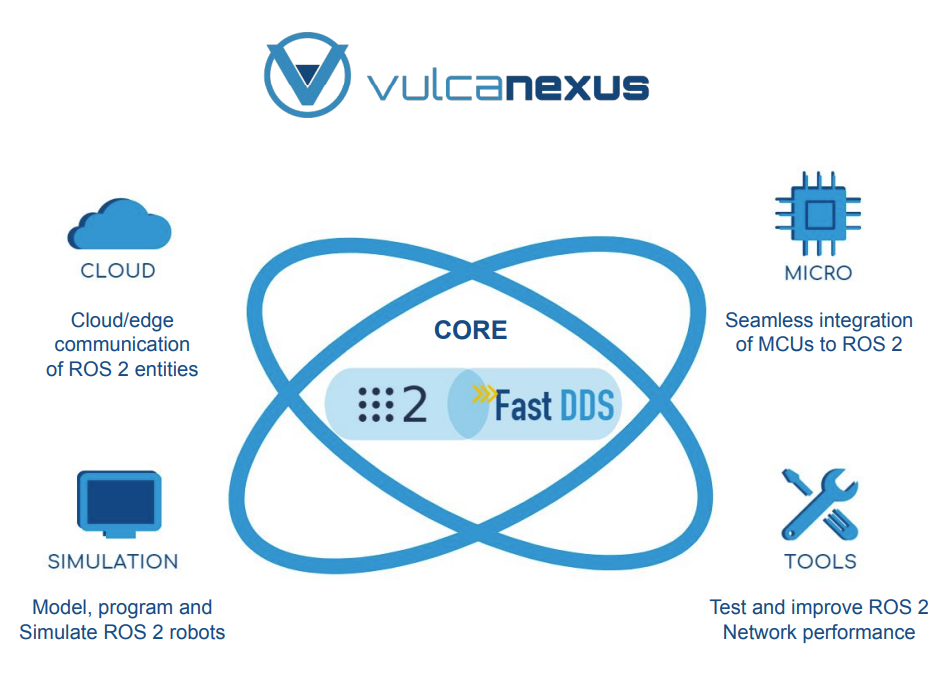 vulcanexus
CLOUD
Cloud/edge
communication
of ROS 2 entities
MICRO
Seamless integration
of MCUs to ROS 2
CORE
2 Fast DDS
SIMULATION
Model, program and
Simulate ROS 2 robots
TOOLS
Test and improve ROS 2
Network performance